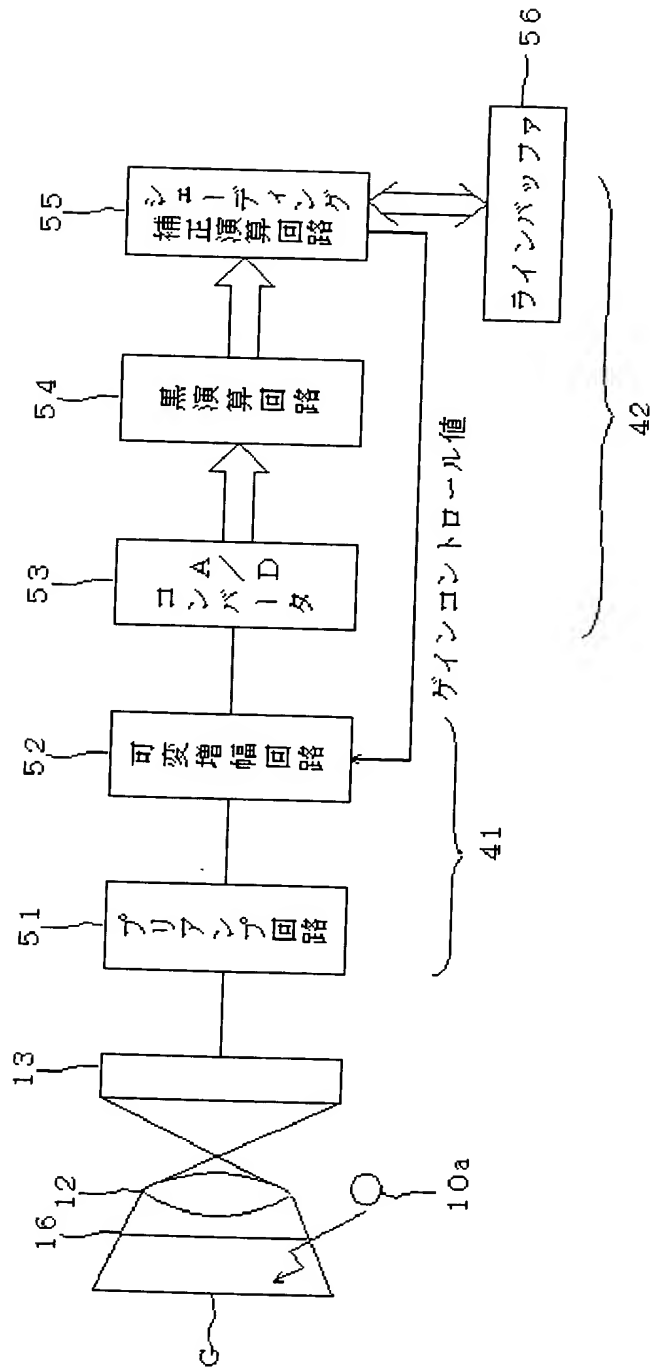 G
16
12
10a
13
51
プリアンプ回路
52
可変増幅回路
53
A/D
コンバータ
54
黒演算回路
55
シェーディング
補正演算回路
56
ラインバッファ
ゲインコントロール値
41
42